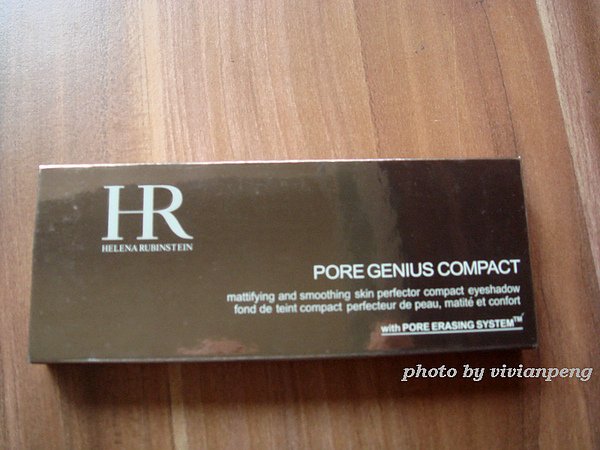 HR
HELENA RUBINSTEIN
PORE GENIUS COMPACT
mattifying and smoothing skin perfector compact eyeshadow
fond de teint compact perfecteur de peau, matité et confort
with PORE ERASING SYSTEM™
photo by vivianpeng